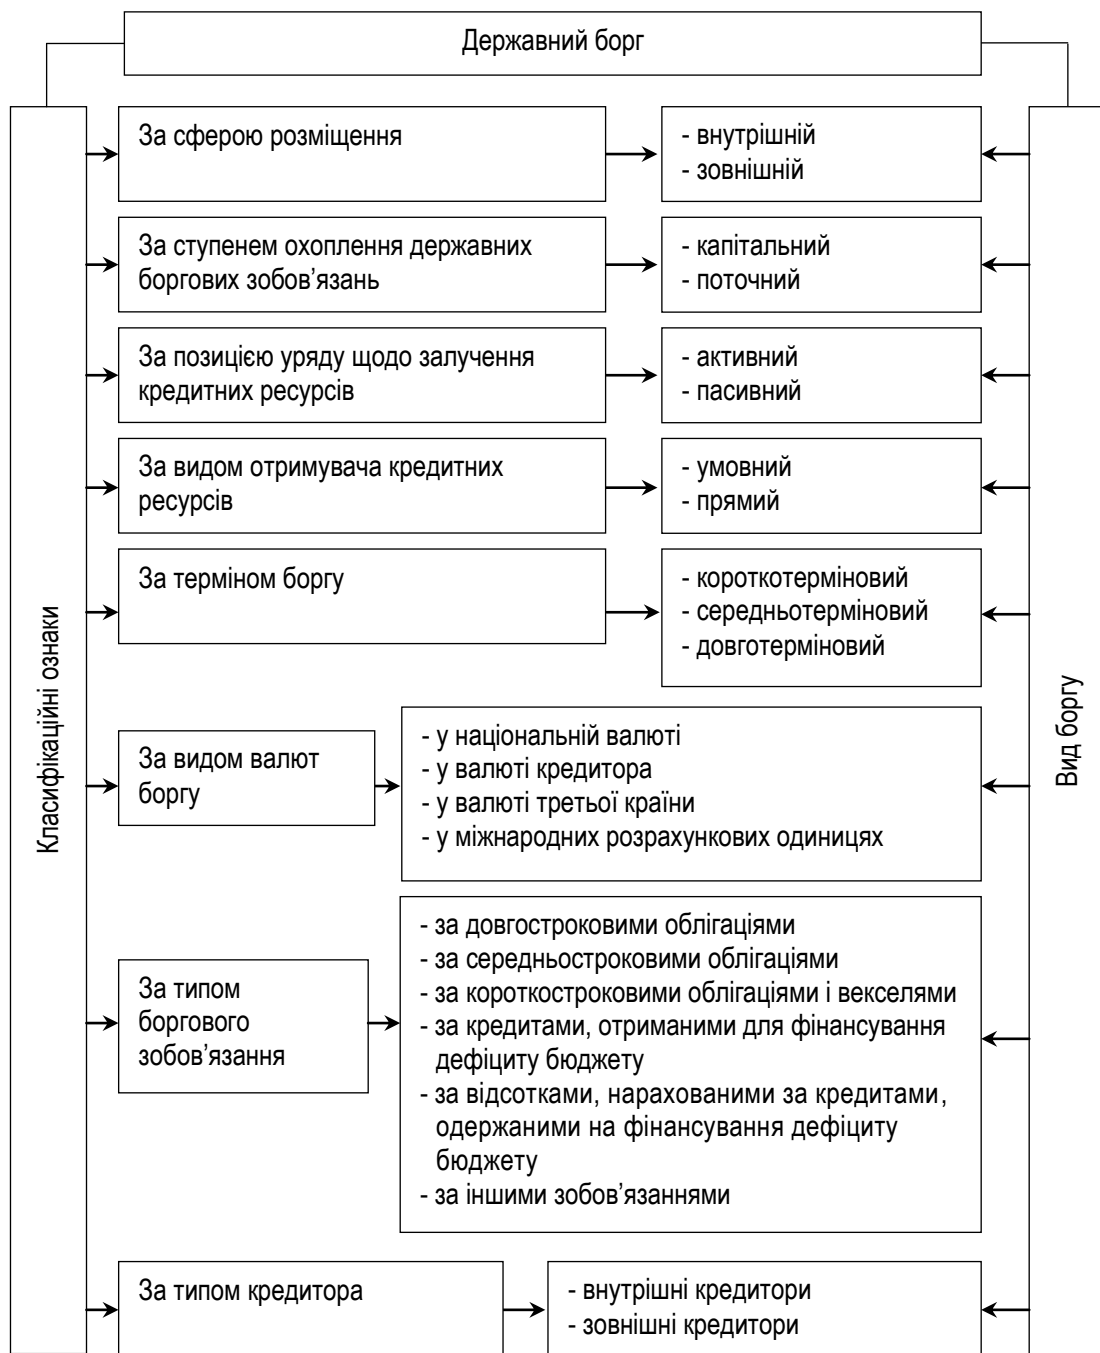 Державний борг
Класифікаційні ознаки
За сферою розміщення
- внутрішній
- зовнішній
За ступенем охоплення державних
боргових зобов’язань
- капітальний
- поточний
За позицією уряду щодо залучення
кредитних ресурсів
- активний
- пасивний
За видом отримувача кредитних
ресурсів
- умовний
- прямий
За терміном боргу
- короткотерміновий
- середньотерміновий
- довготерміновий
За видом валют
боргу
- у національній валюті
- у валюті кредитора
- у валюті третьої країни
- у міжнародних розрахункових одиницях
За типом
боргового
зобов’язання
- за довгостроковими облігаціями
- за середньостроковими облігаціями
- за короткостроковими облігаціями і векселями
- за кредитами, отриманими для фінансування
дефіциту бюджету
- за відсотками, нарахованими за кредитами,
одержаними на фінансування дефіциту
бюджету
- за іншими зобов’язаннями
За типом кредитора
- внутрішні кредитори
- зовнішні кредитори
Вид боргу